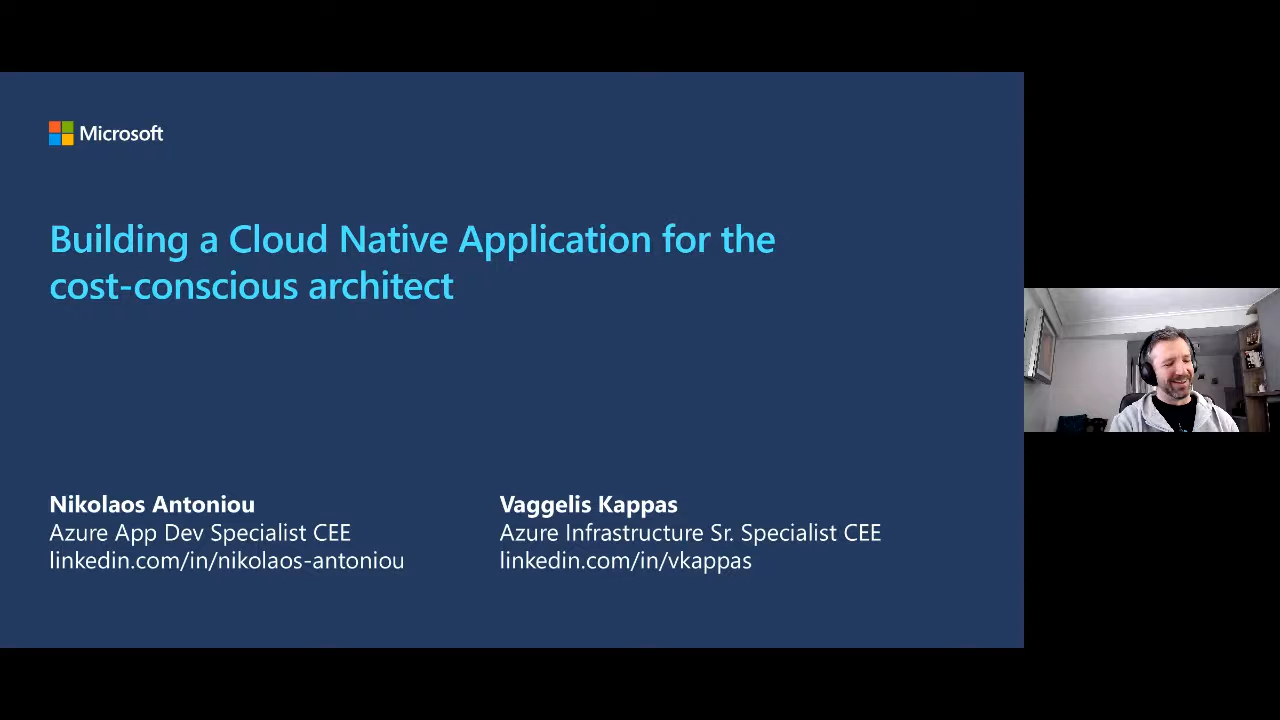 Microsoft
Building a Cloud Native Application for the
cost-conscious architect
Nikolaos Antoniou
Azure App Dev Specialist CEE
linkedin.com/in/nikolaos-antoniou
Vaggelis Kappas
Azure Infrastructure Sr. Specialist CEE
linkedin.com/in/vkappas